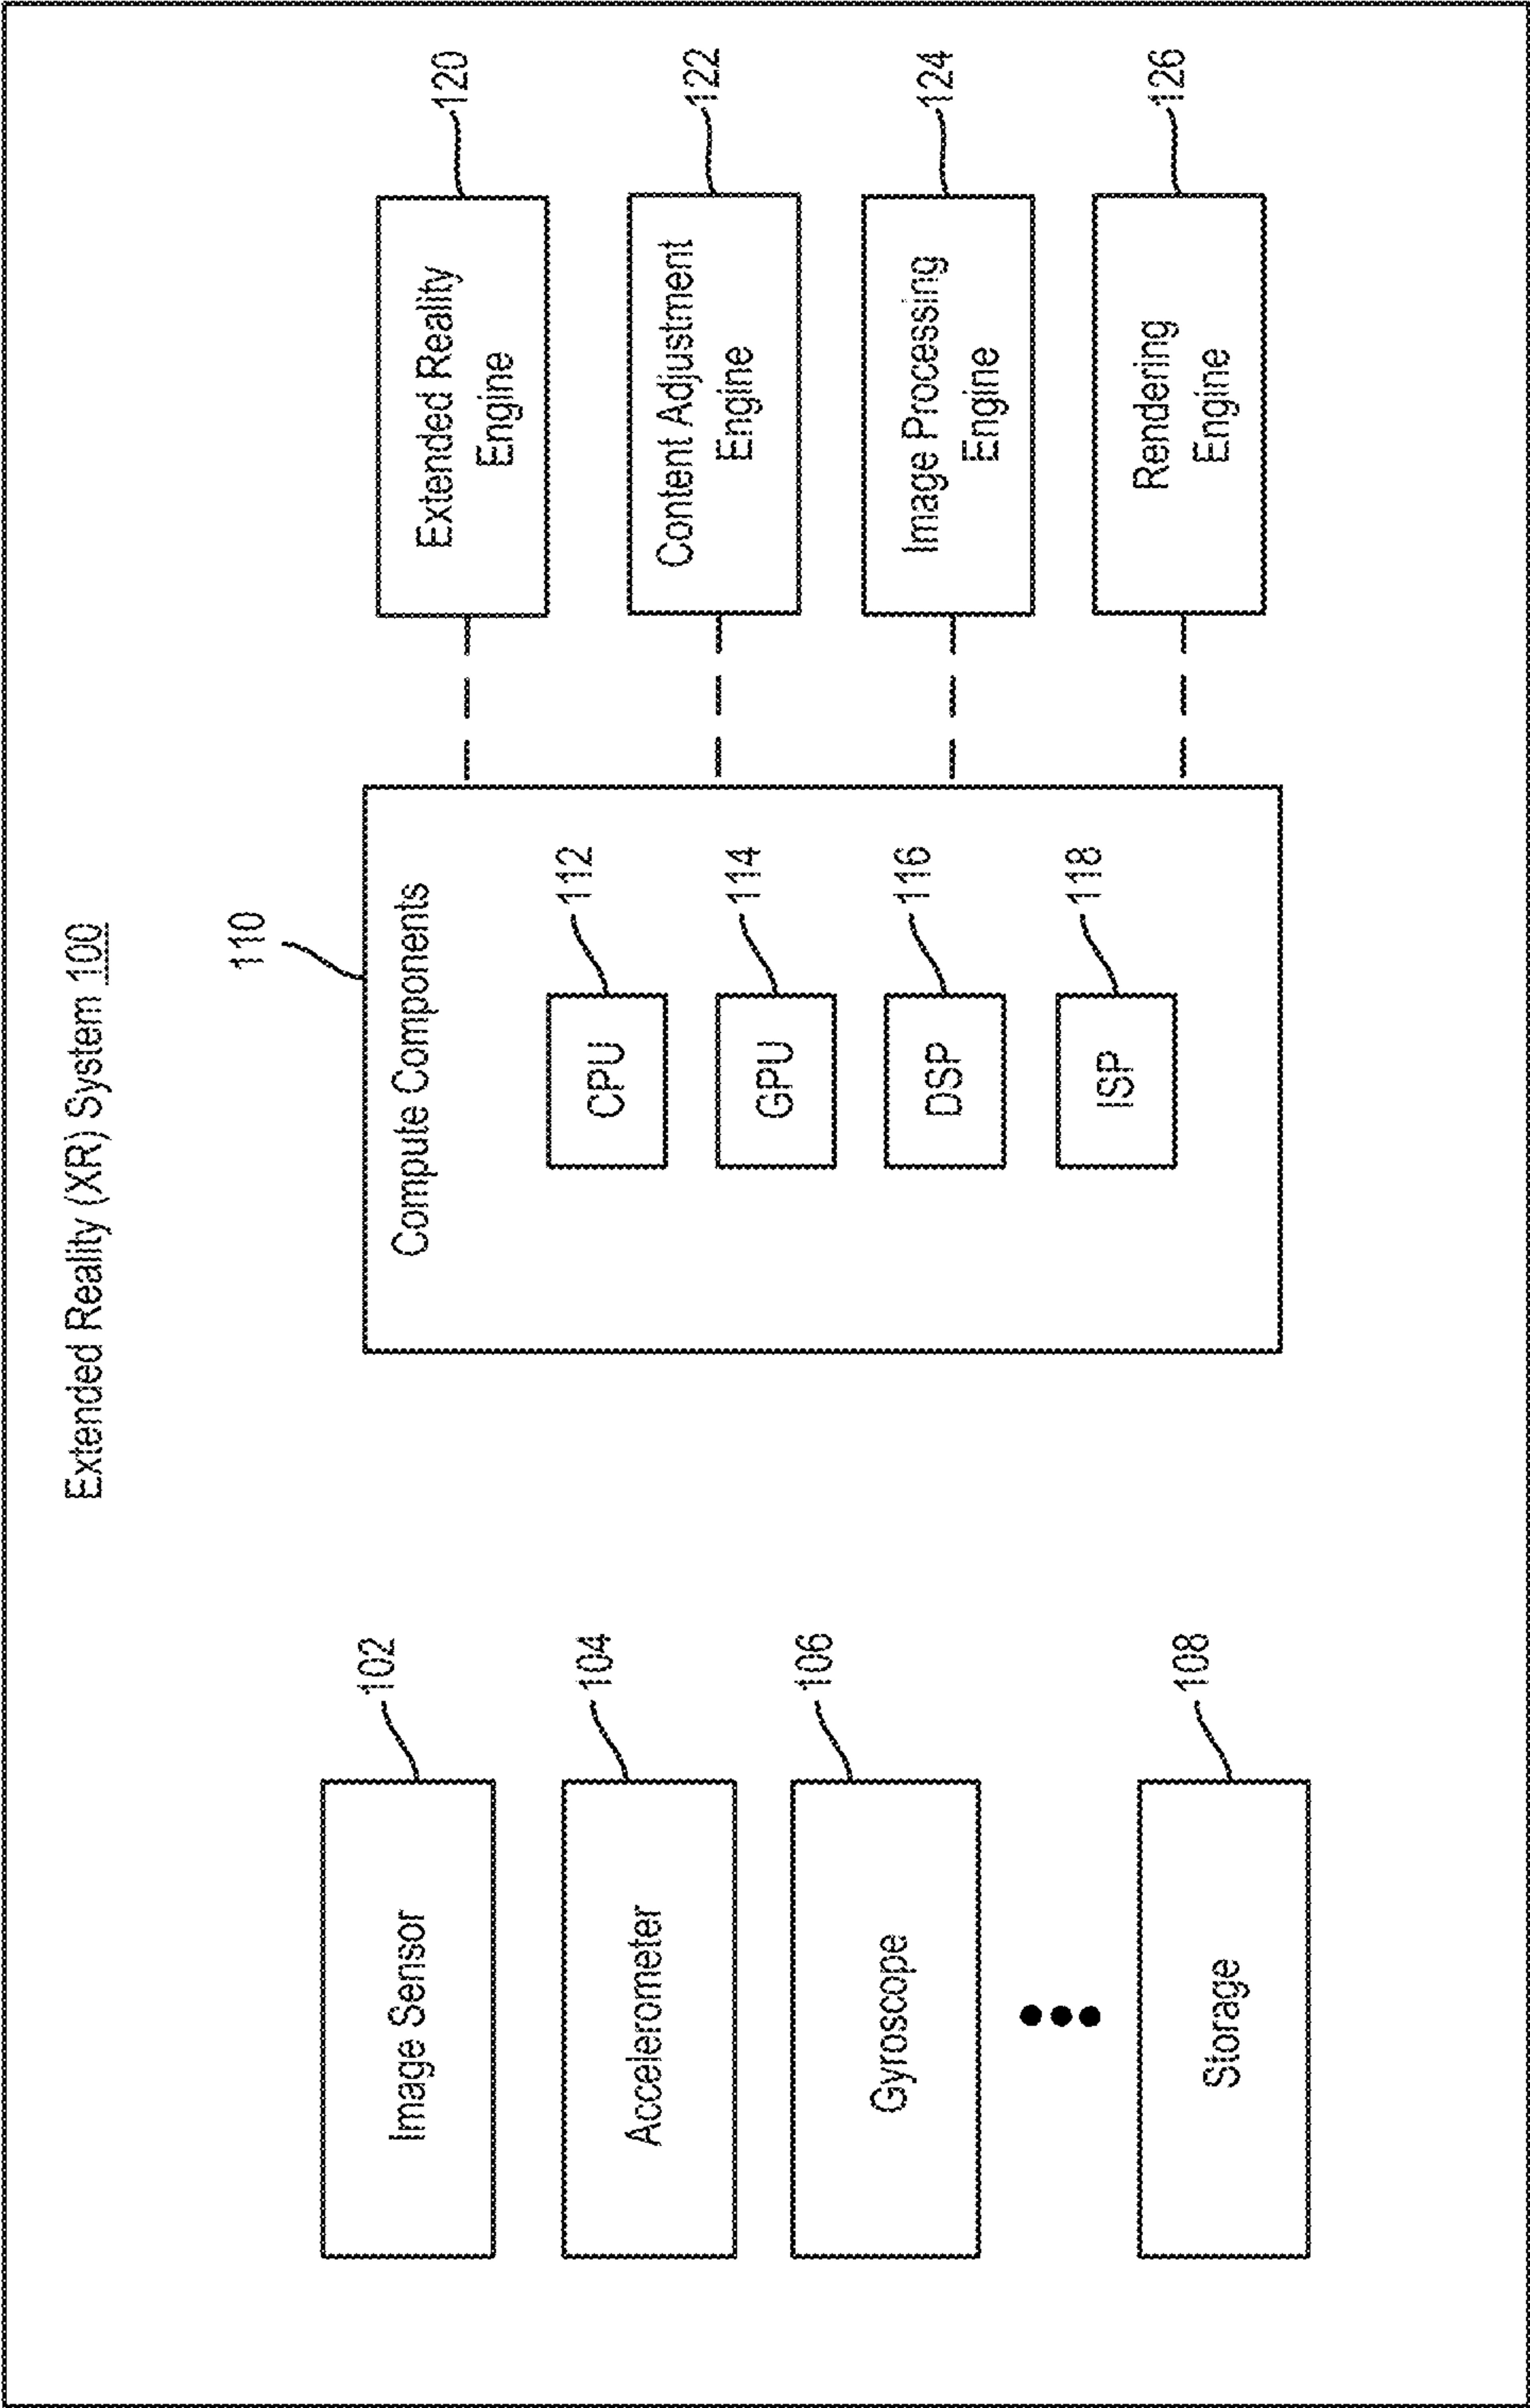 Extended Reality (XR) System 100
102
Image Sensor
104
Accelerometer
106
Gyroscope
108
Storage
110
Compute Components
112
CPU
114
GPU
116
DSP
118
ISP
120
Extended Reality
Engine
122
Content Adjustment
Engine
124
Image Processing
Engine
126
Rendering
Engine